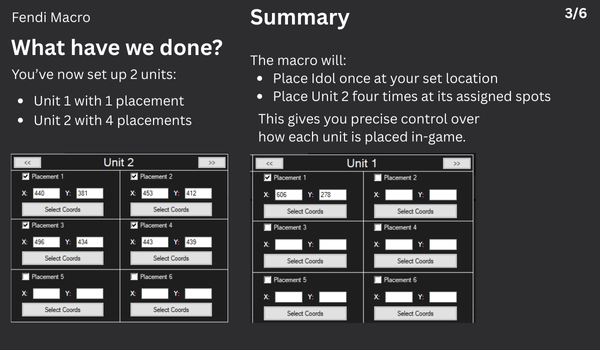 Fendi Macro
What have we done?
You've now set up 2 units:
• Unit 1 with 1 placement
• Unit 2 with 4 placements
Summary
3/6
The macro will:
• Place Idol once at your set location
• Place Unit 2 four times at its assigned spots
This gives you precise control over
how each unit is placed in-game.
<< Unit 2 >>
Placement 1 Placement 2
X: 440 Y: 381 X: 453 Y: 412
Select Coords Select Coords
Placement 3 Placement 4
X: 496 Y: 434 X: 443 Y: 439
Select Coords Select Coords
Placement 5 Placement 6
X: Y: X: Y:
Select Coords Select Coords
<< Unit 1 >>
Placement 1 Placement 2
X: 606 Y: 278 X: Y:
Select Coords Select Coords
Placement 3 Placement 4
X: Y: X: Y:
Select Coords Select Coords
Placement 5 Placement 6
X: Y: X: Y:
Select Coords Select Coords